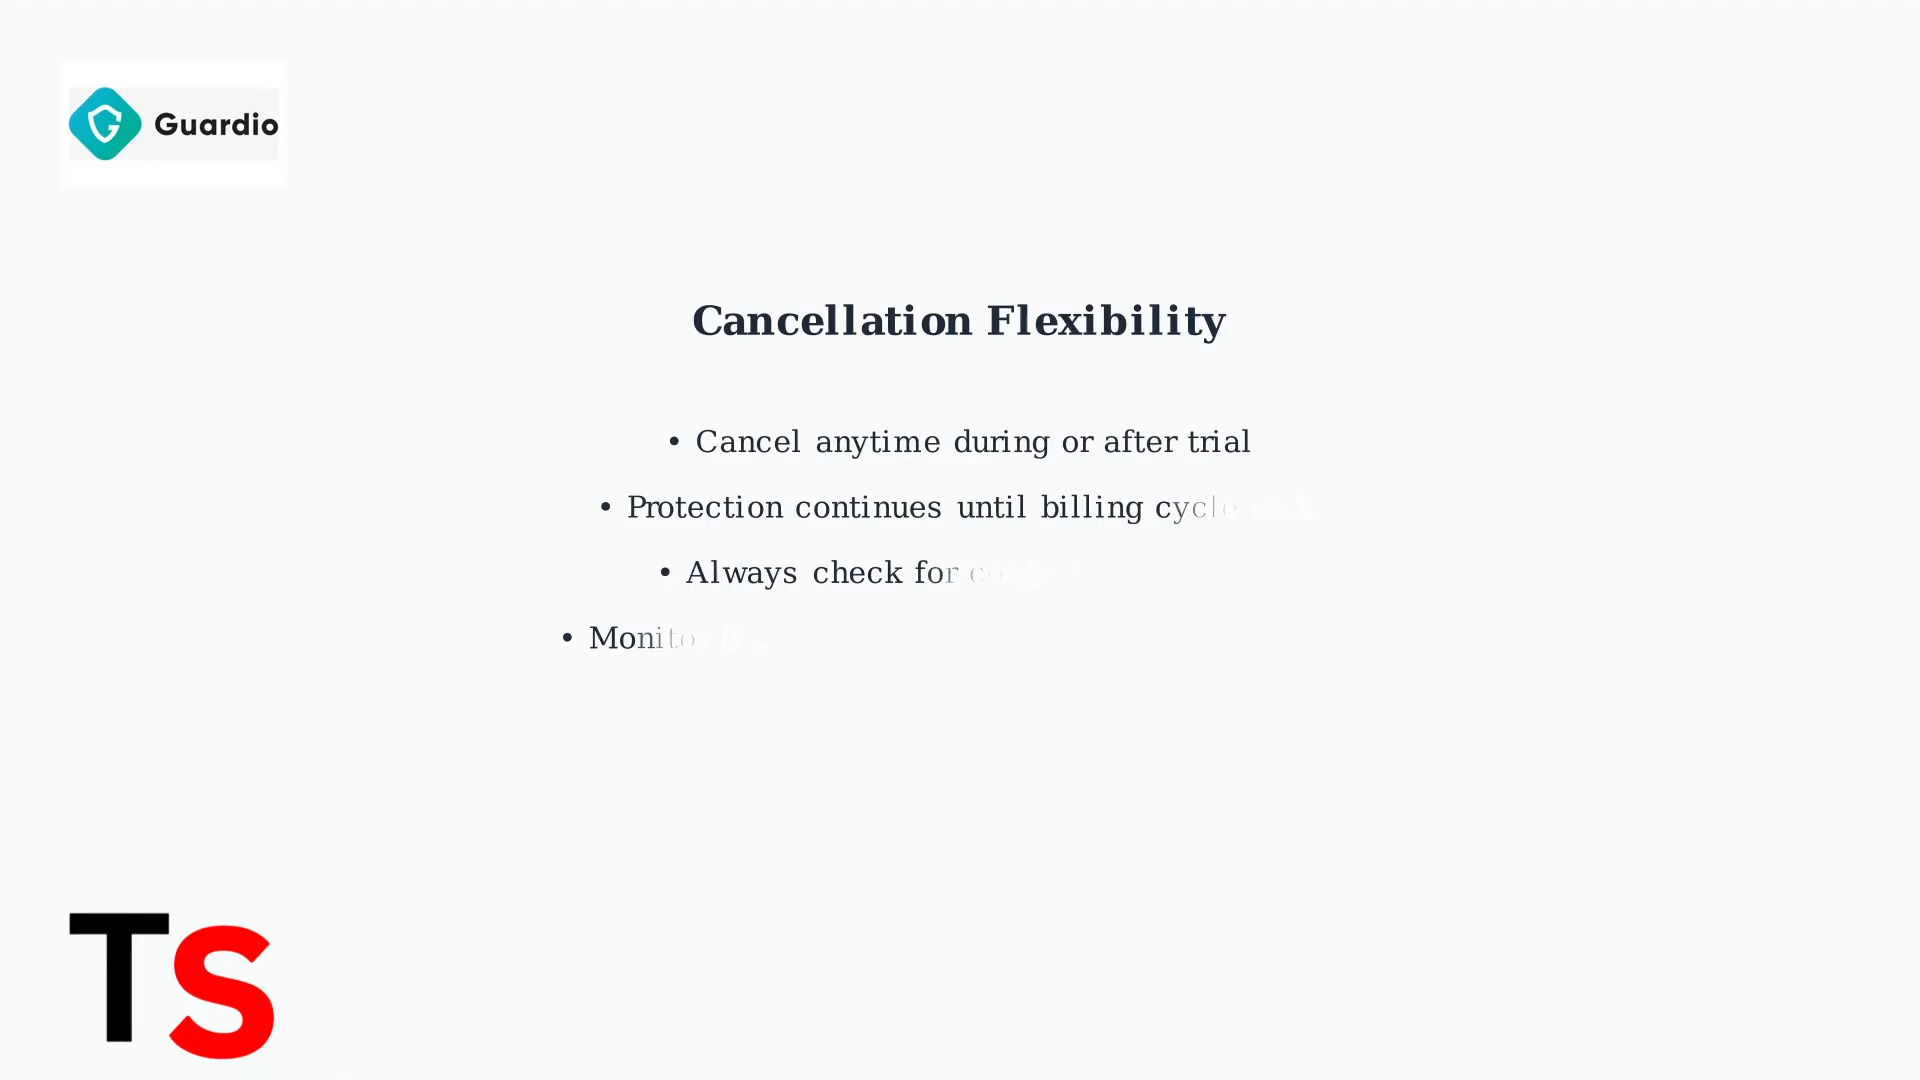 Guardio
Cancellation Flexibility
• Cancel anytime during or after trial
• Protection continues until billing cycle
• Always check for
• Monitor
TS